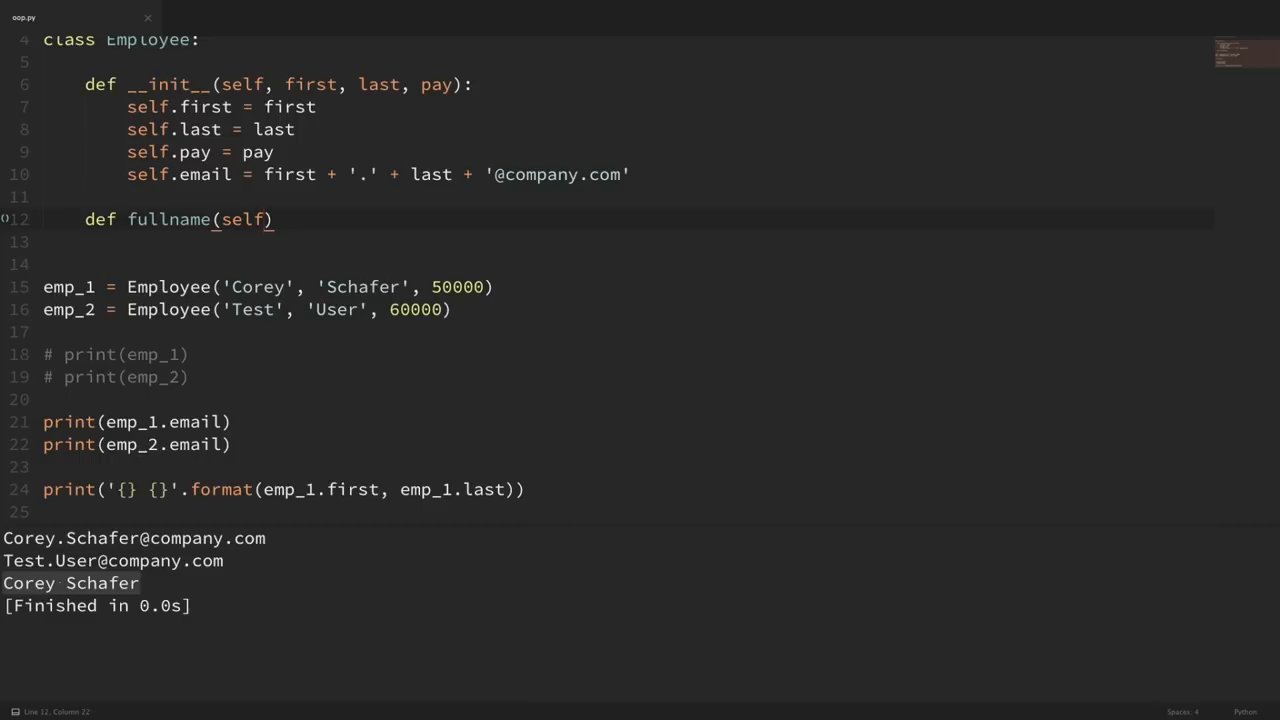 oop.py ×
4 class Employee:
5
6     def __init__(self, first, last, pay):
7         self.first = first
8         self.last = last
9         self.pay = pay
10         self.email = first + '.' + last + '@company.com'
11
() 12     def fullname(self)
13
14
15 emp_1 = Employee('Corey', 'Schafer', 50000)
16 emp_2 = Employee('Test', 'User', 60000)
17
18 # print(emp_1)
19 # print(emp_2)
20
21 print(emp_1.email)
22 print(emp_2.email)
23
24 print('{} {}'.format(emp_1.first, emp_1.last))
25
Corey.Schafer@company.com
Test.User@company.com
Corey Schafer
[Finished in 0.0s]
Line 12, Column 22 Spaces: 4 Python